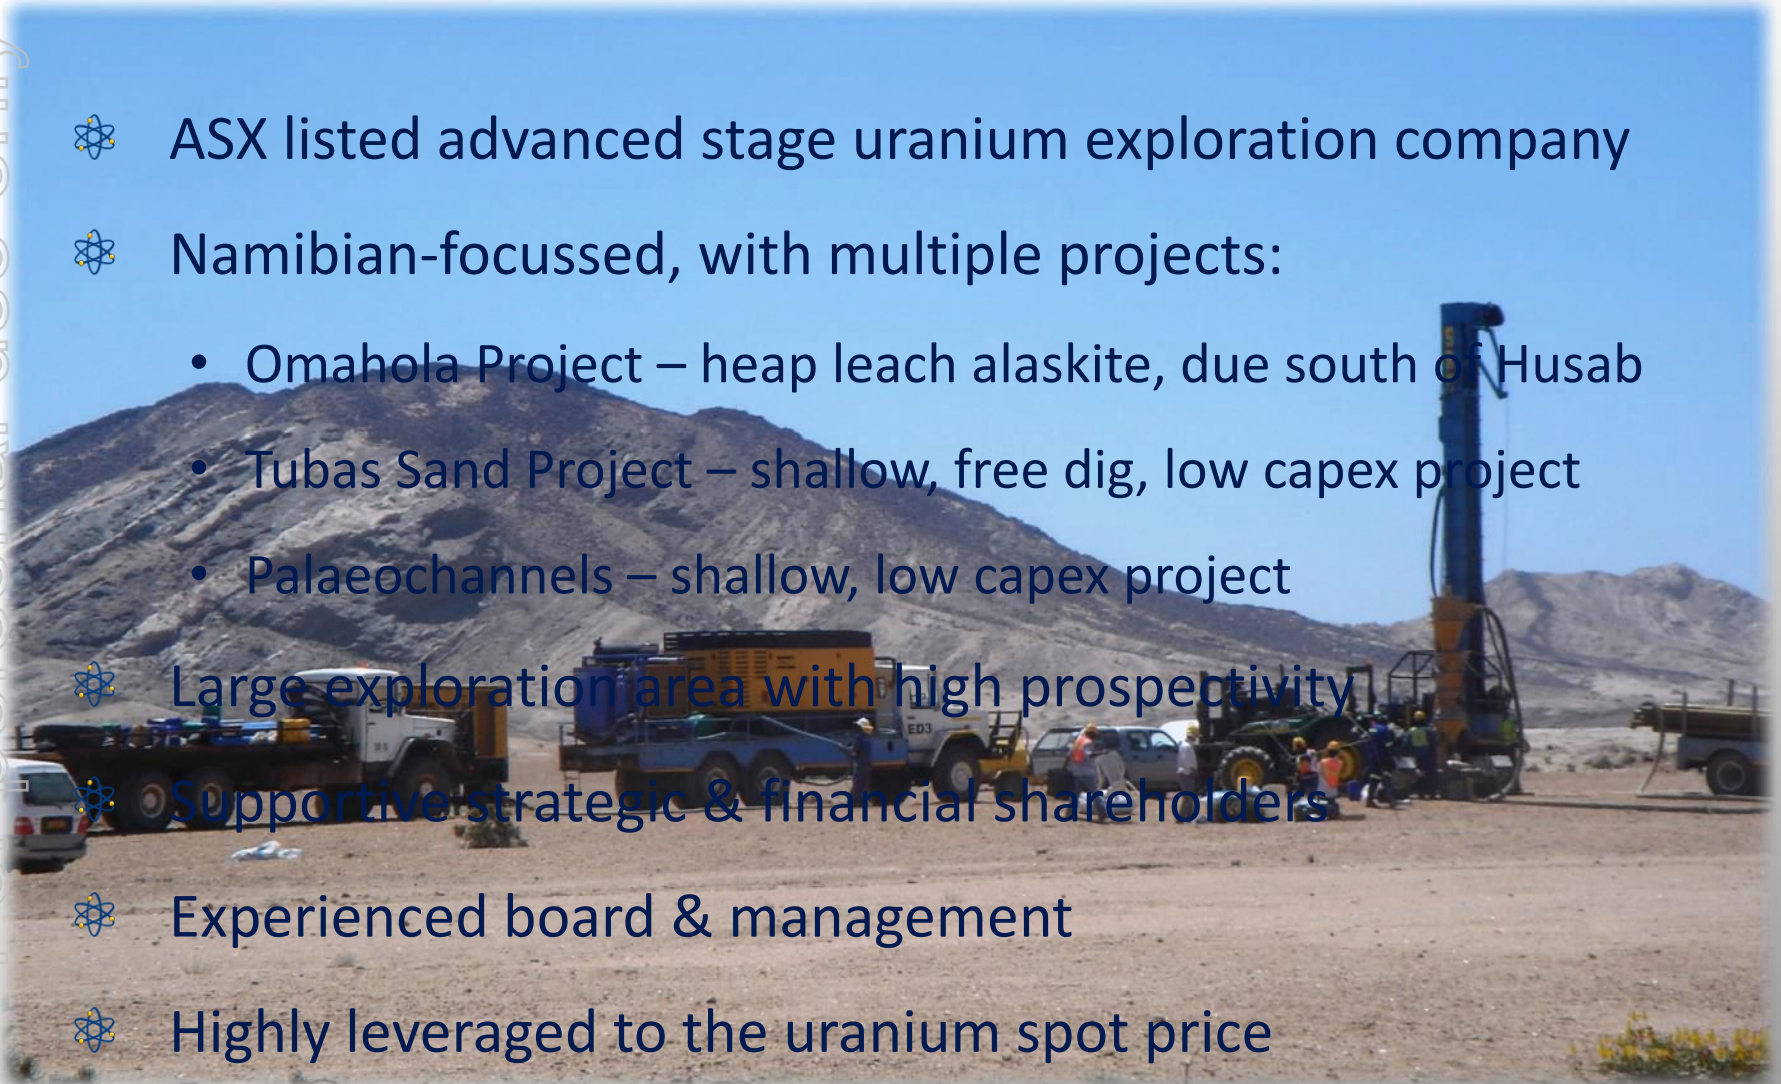 ASX listed advanced stage uranium exploration company
Namibian-focussed, with multiple projects:
• Omahola Project – heap leach alaskite, due south of Husab
• Tubas Sand Project – shallow, free dig, low capex project
• Palaeochannels – shallow, low capex project
Large exploration area with high prospectivity
ED3
Supportive strategic & financial shareholders
Experienced board & management
Highly leveraged to the uranium spot price